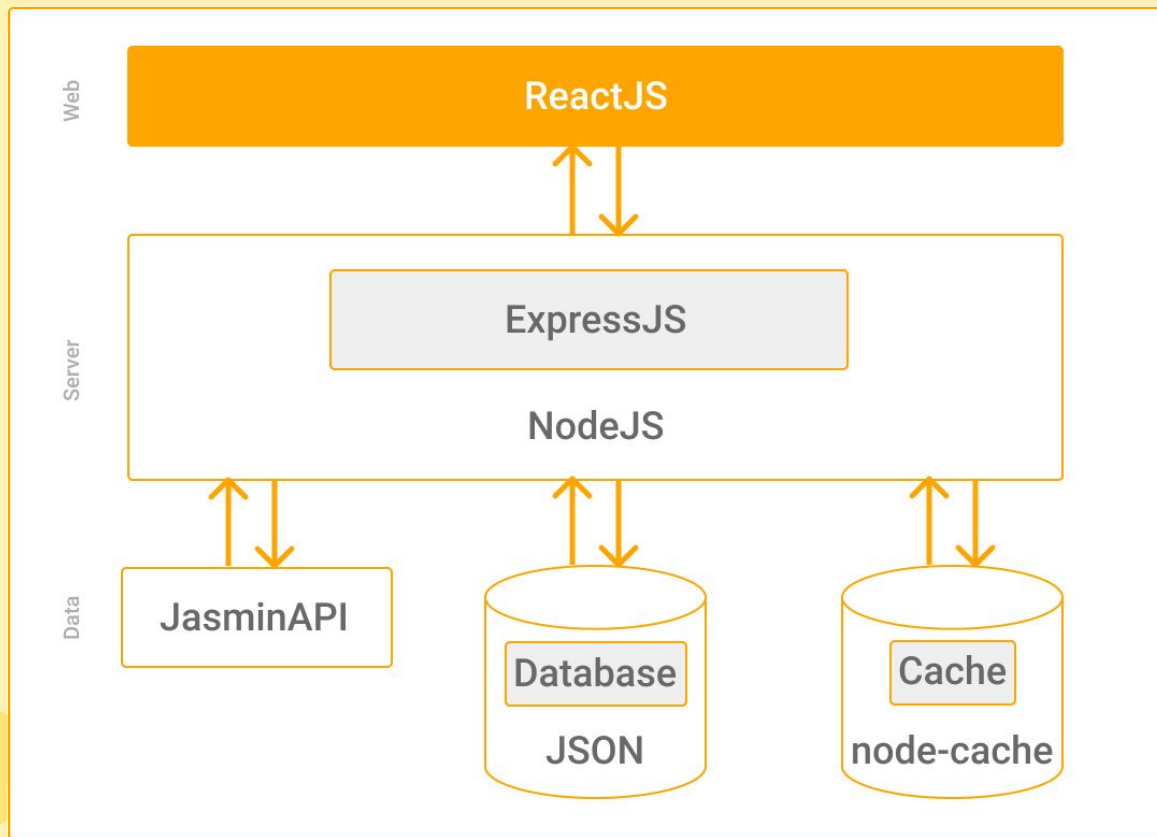 Web
ReactJS
Server
ExpressJS
NodeJS
Data
JasminAPI
Database
JSON
Cache
node-cache